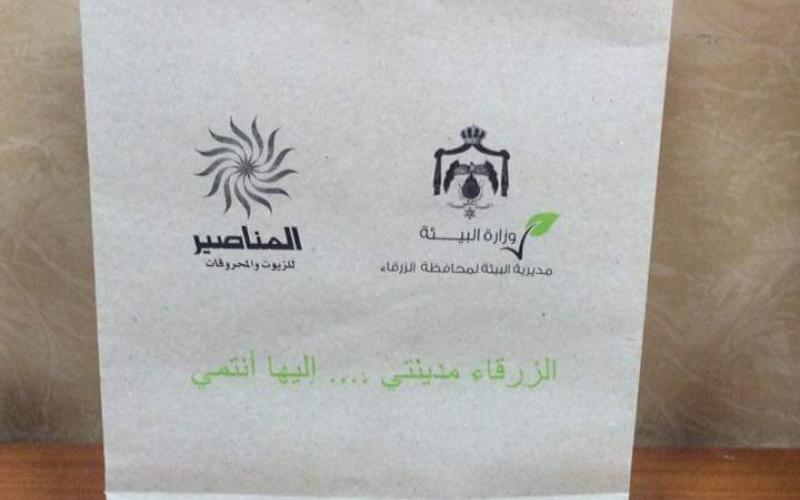 وزارة البيئة
مديرية البيئة لمحافظة الزرقاء
المناصير
للزيوت والمحروقات
الزرقاء مدينتي .... إليها أنتمي